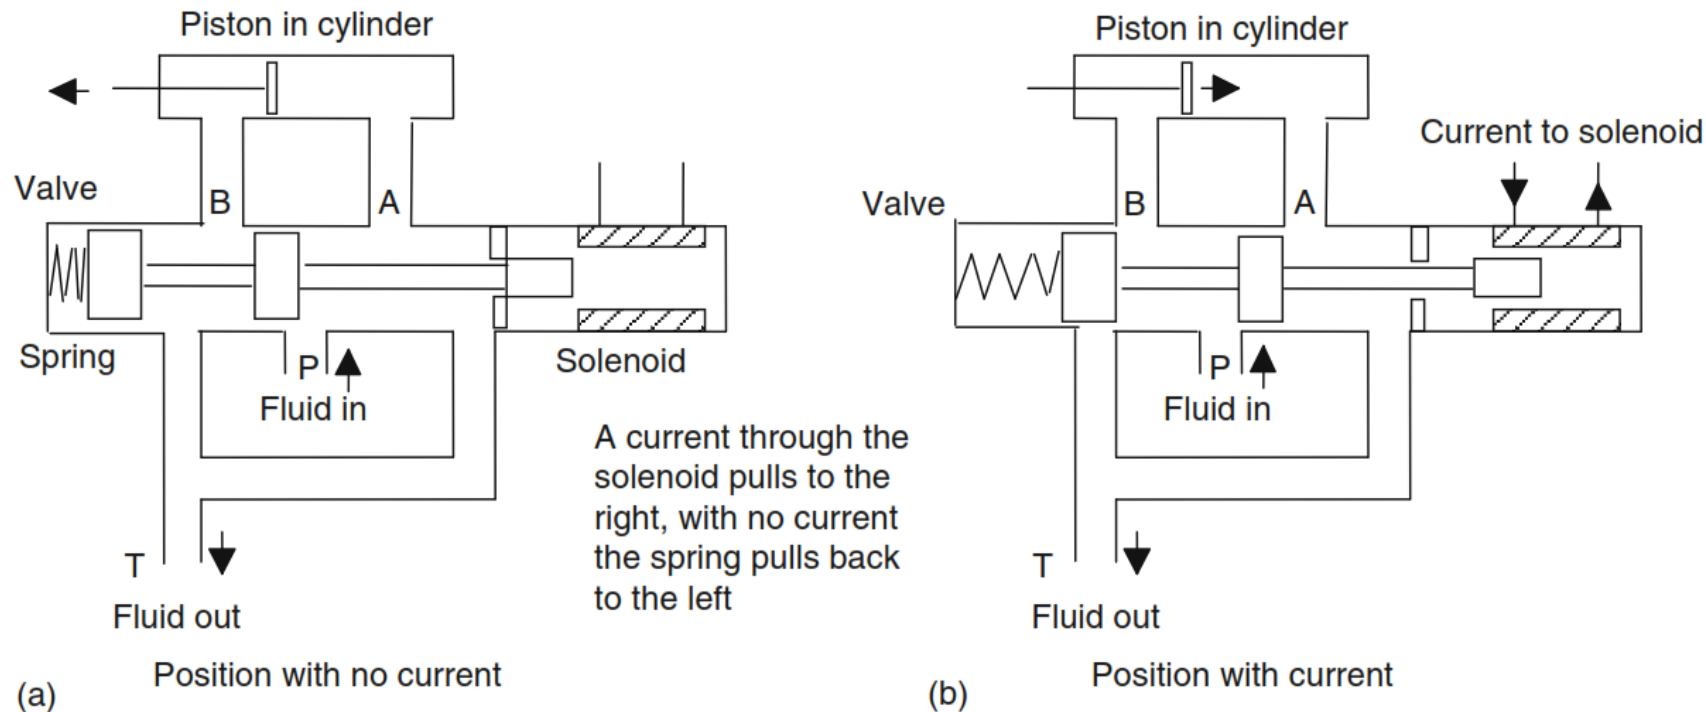 Piston in cylinder
Valve
B
A
Spring
P
Fluid in
Solenoid
T
Fluid out
(a)
Position with no current
A current through the
solenoid pulls to the
right, with no current
the spring pulls back
to the left
Piston in cylinder
Current to solenoid
Valve
B
A
P
Fluid in
T
Fluid out
(b)
Position with current